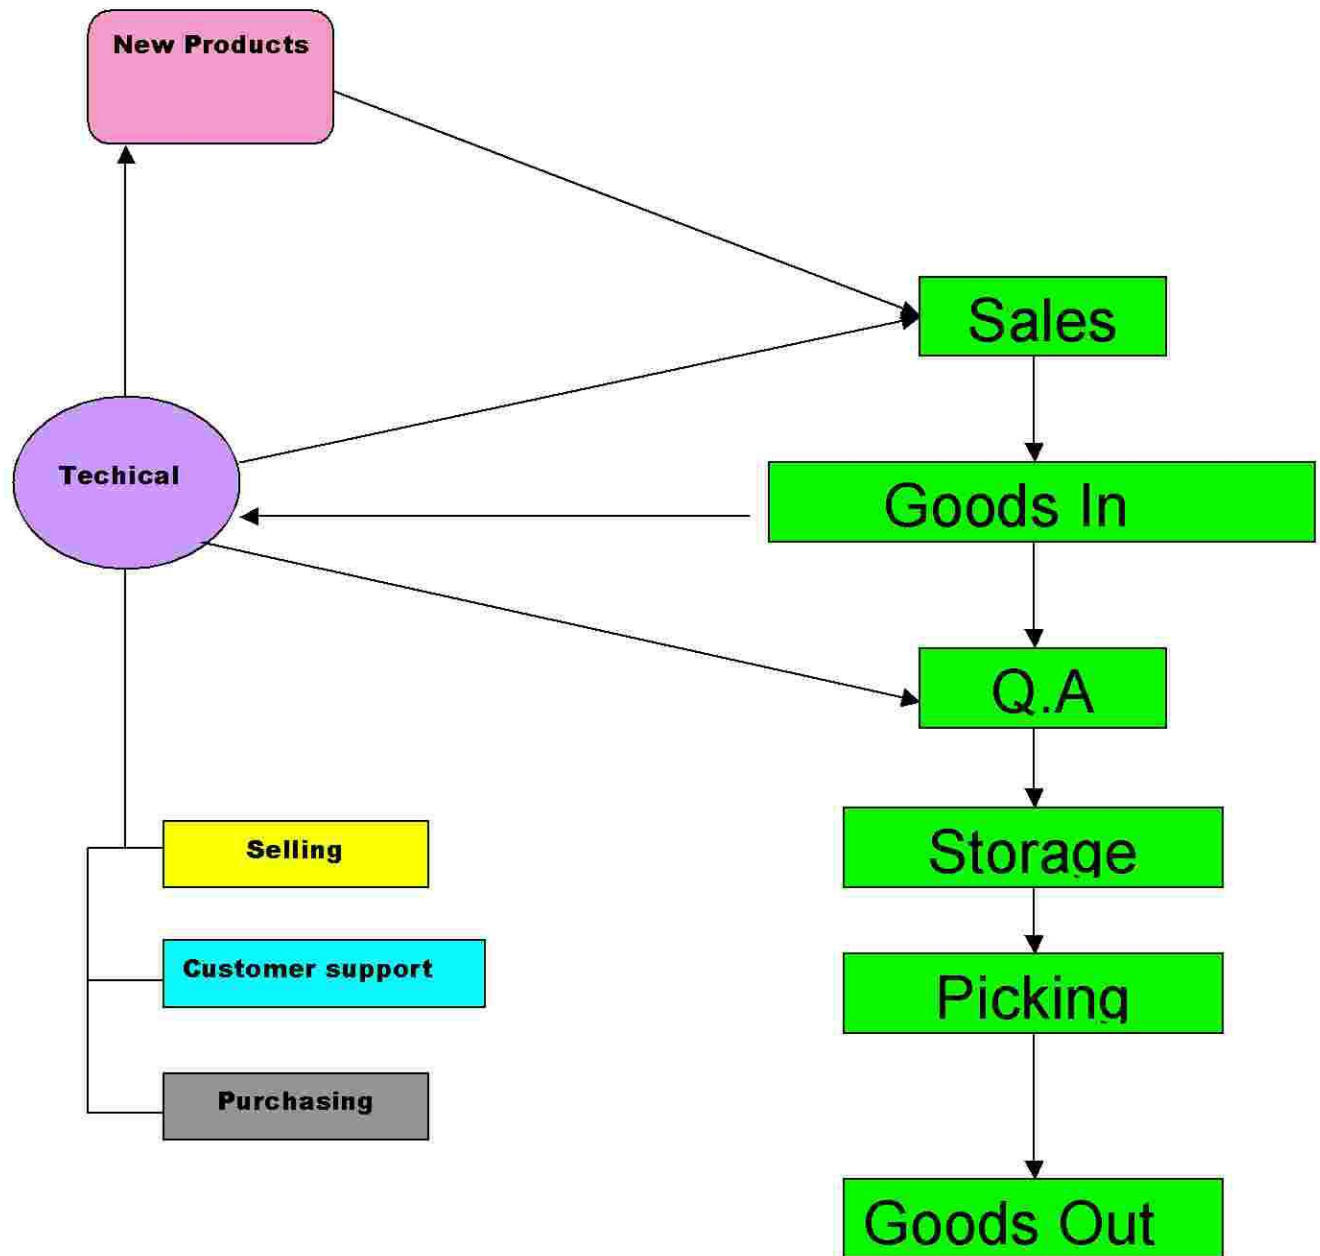 New Products
Sales
Techical
Goods In
Q.A
Selling
Storage
Customer support
Picking
Purchasing
Goods Out